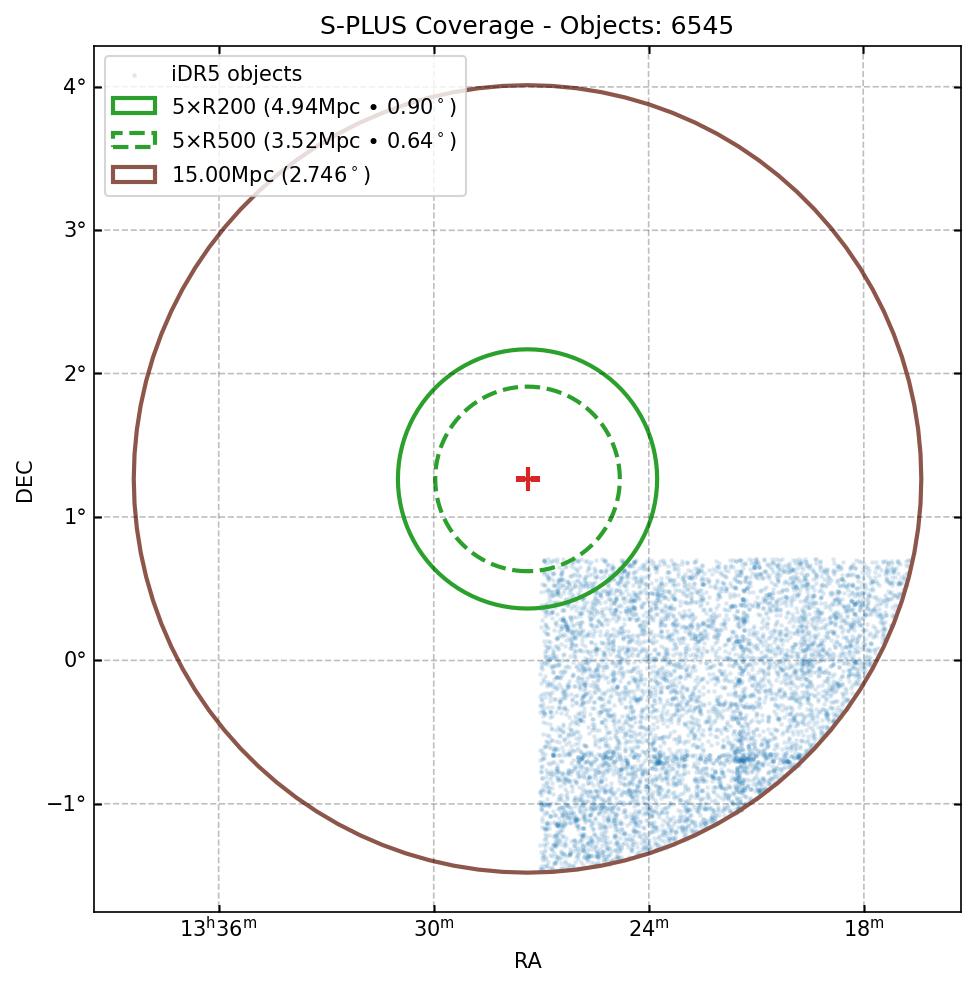 S-PLUS Coverage - Objects: 6545
iDR5 objects
5×R200 (4.94Mpc • 0.90°)
5×R500 (3.52Mpc • 0.64°)
15.00Mpc (2.746°)
4°
3°
2°
1°
0°
−1°
DEC
13ʰ36ᵐ 30ᵐ 24ᵐ 18ᵐ
RA